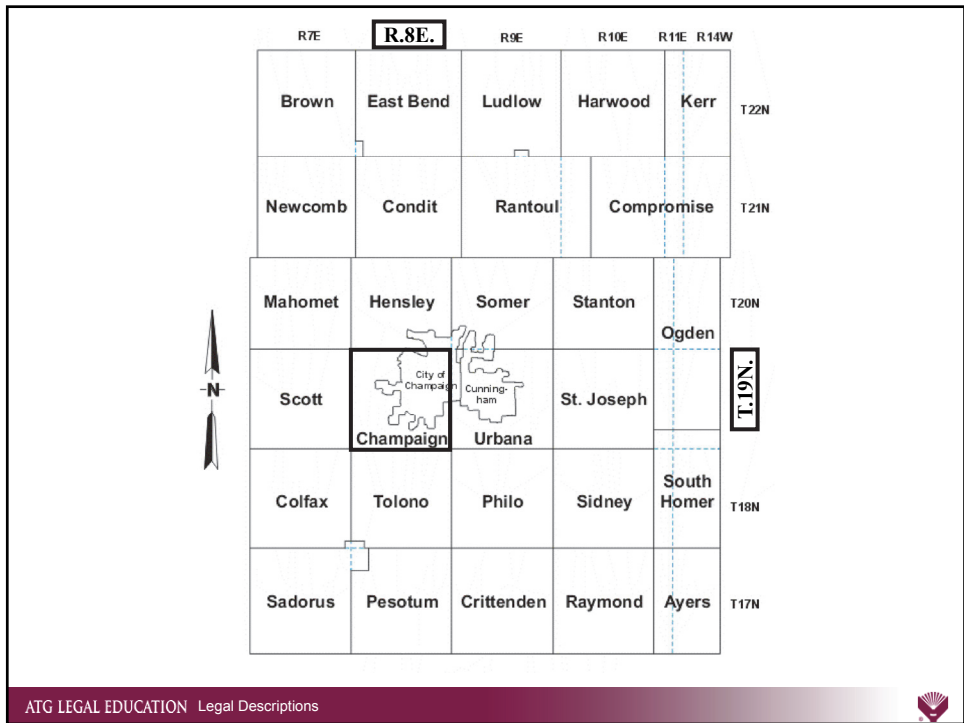 R7E R.8E. R9E R10E R11E R14W
Brown East Bend Ludlow Harwood Kerr T22N
Newcomb Condit Rantoul Compromise T21N
Mahomet Hensley Somer Stanton T20N
Ogden
N
Scott
City of
Champaign
Cunning-
ham
St. Joseph
T.19N.
Champaign Urbana
Colfax Tolono Philo Sidney
South
Homer
T18N
Sadorus Pesotum Crittenden Raymond Ayers T17N
ATG LEGAL EDUCATION Legal Descriptions
®